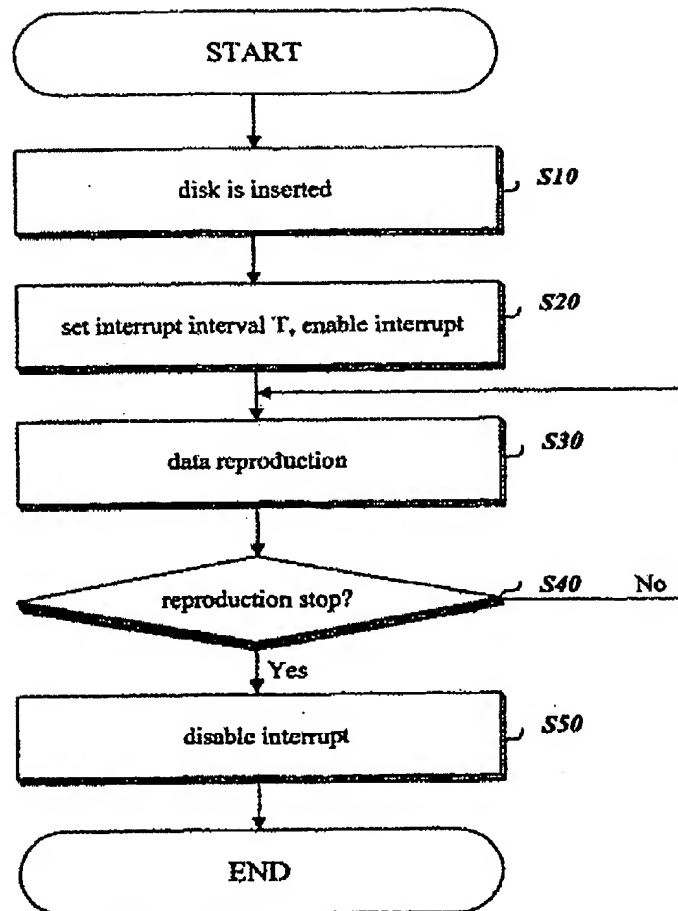 START
disk is inserted
S10
set interrupt interval T, enable interrupt
S20
data reproduction
S30
reproduction stop?
S40
No
Yes
disable interrupt
S50
END